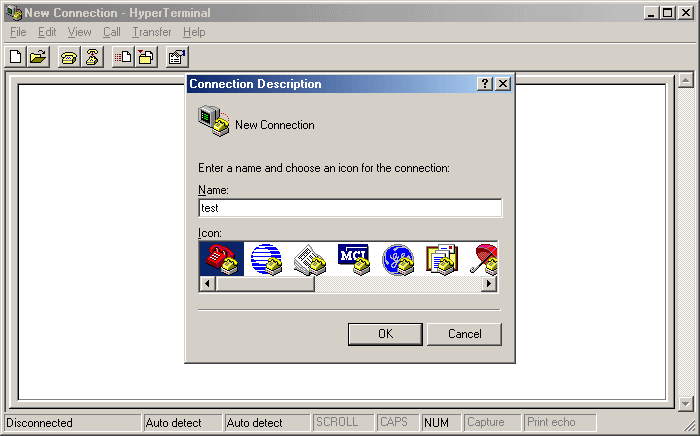 New Connection - HyperTerminal
File Edit View Call Transfer Help
Connection Description
New Connection
Enter a name and choose an icon for the connection:
Name:
test
Icon:
MCI
OK Cancel
Disconnected Auto detect Auto detect SCROLL CAPS NUM Capture Print echo